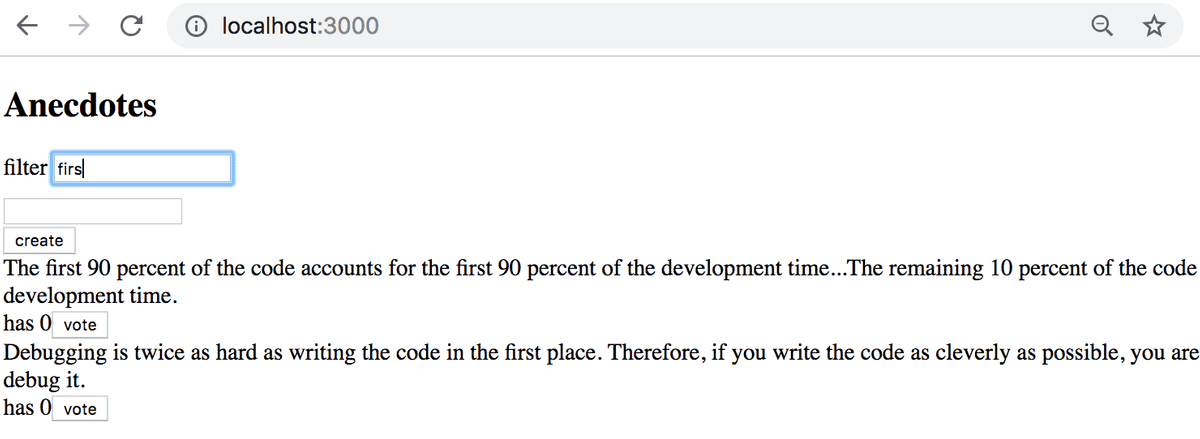 localhost:3000
Anecdotes
filter firs
create
The first 90 percent of the code accounts for the first 90 percent of the development time...The remaining 10 percent of the code
development time.
has 0 vote
Debugging is twice as hard as writing the code in the first place. Therefore, if you write the code as cleverly as possible, you are
debug it.
has 0 vote